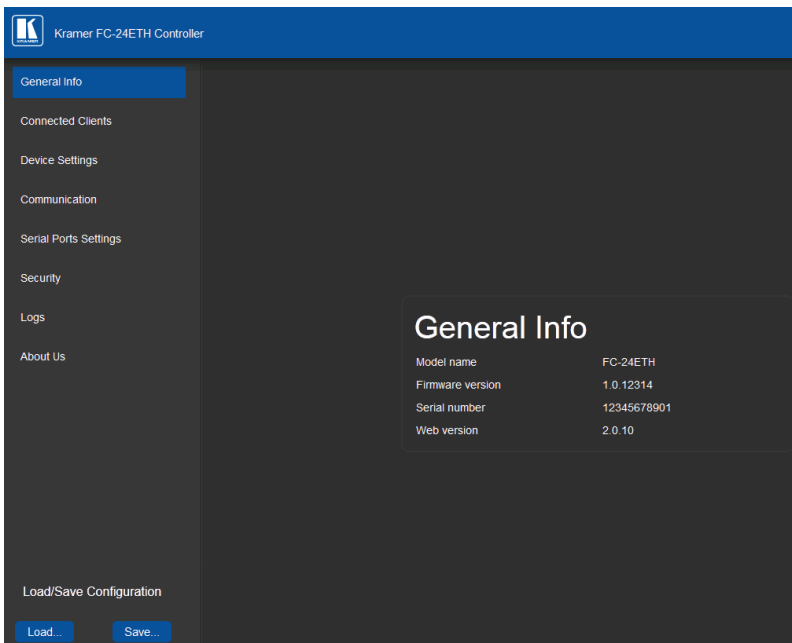 Kramer FC-24ETH Controller
General Info
Connected Clients
Device Settings
Communication
Serial Ports Settings
Security
Logs
About Us
General Info
Model name FC-24ETH
Firmware version 1.0.12314
Serial number 12345678901
Web version 2.0.10
Load/Save Configuration
Load... Save...